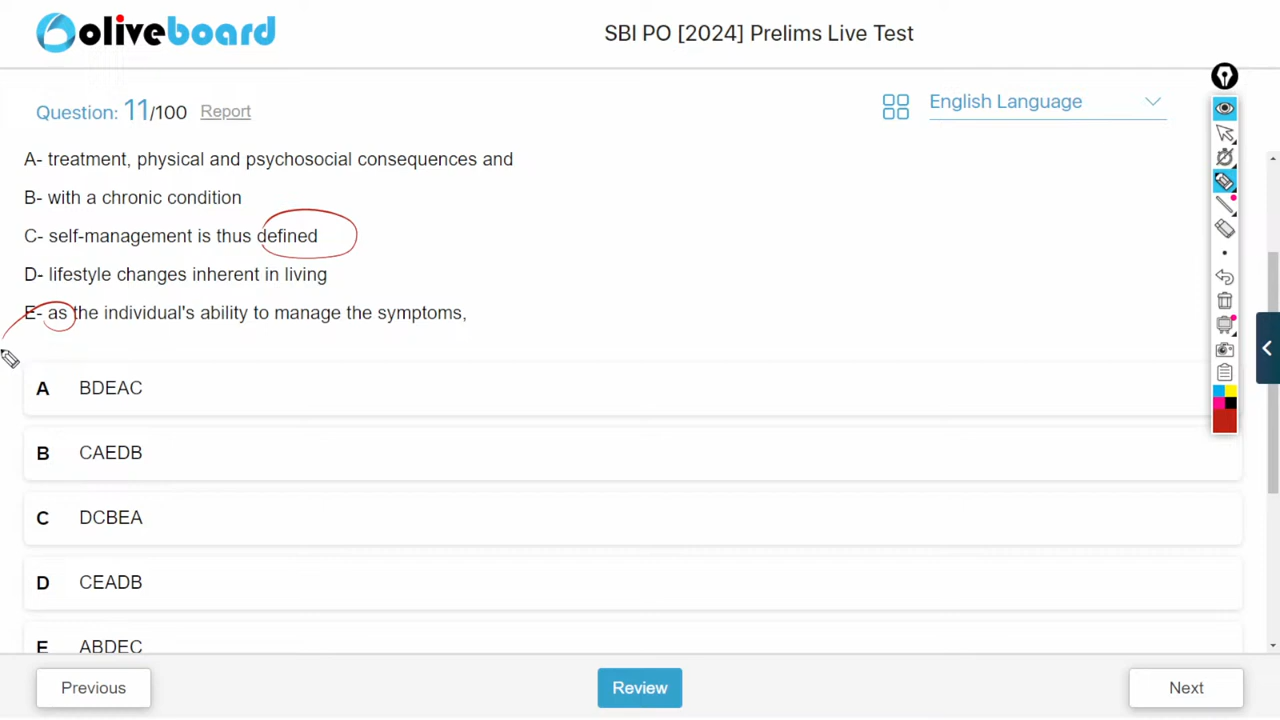 oliveboard
SBI PO [2024] Prelims Live Test
Question: 11/100 Report
English Language
A- treatment, physical and psychosocial consequences and
B- with a chronic condition
C- self-management is thus defined
D- lifestyle changes inherent in living
E- as the individual's ability to manage the symptoms,
A BDEAC
B CAEDB
C DCBEA
D CEADB
E ABDEC
Previous
Review
Next